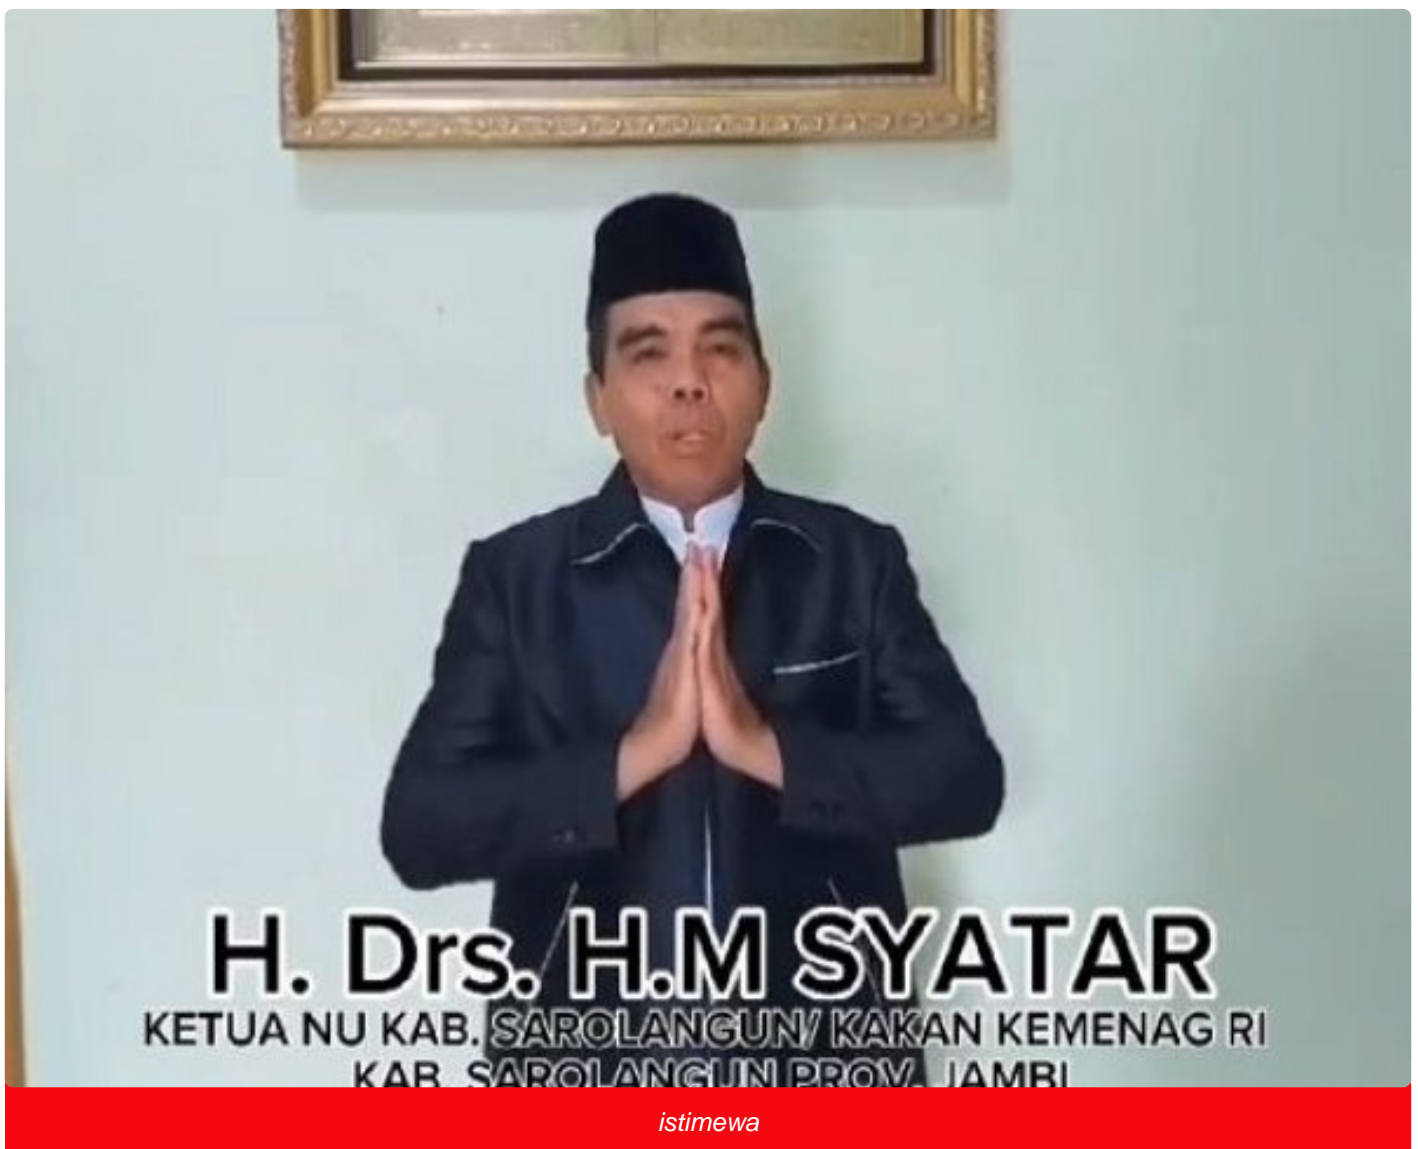 H. Drs. H.M SYATAR
KETUA NU KAB. SAROLANGUN/ KAKAN KEMENAG RI
KAB. SAROLANGUN PROV. JAMBI
istimewa